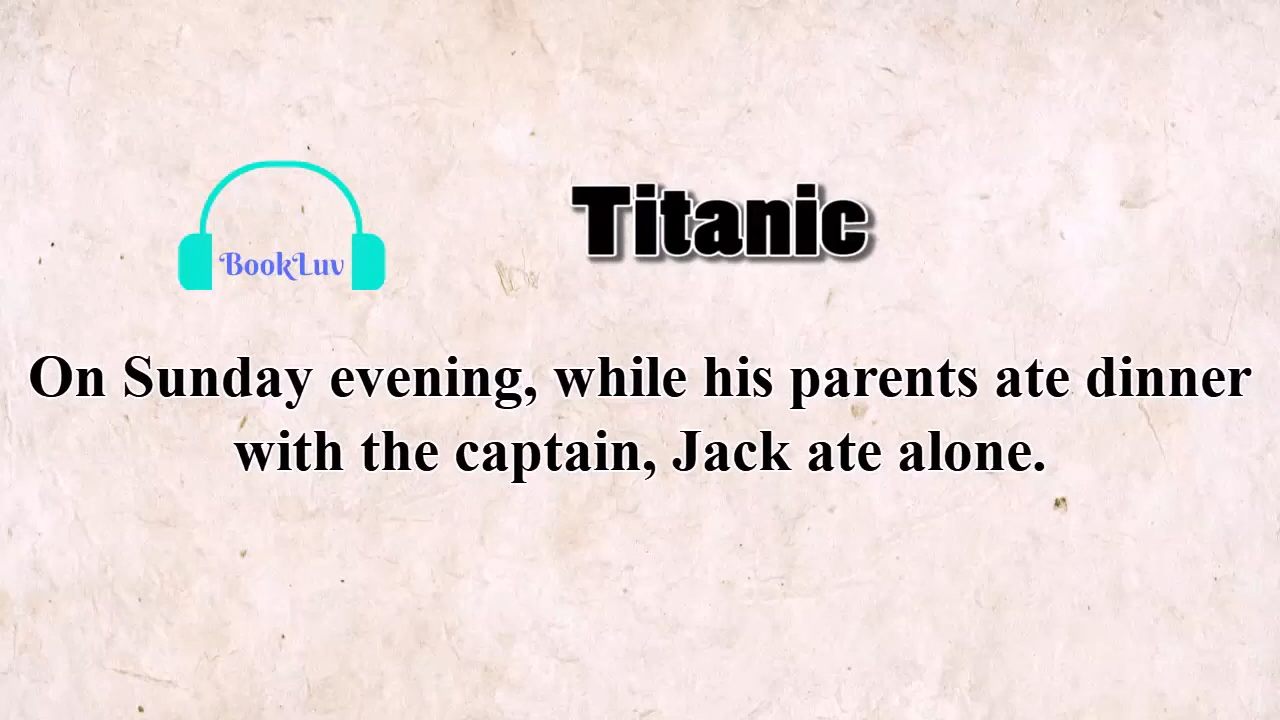 BookLuv
Titanic
On Sunday evening, while his parents ate dinner
with the captain, Jack ate alone.